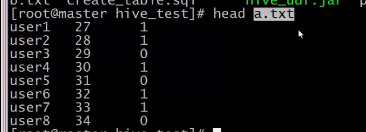 b.txt create_table.sql hive_udf.jar p
[root@master hive_test]# head a.txt
user1 27 1
user2 28 1
user3 29 0
user4 30 1
user5 31 0
user6 32 1
user7 33 1
user8 34 0
[root@master hive_test]#